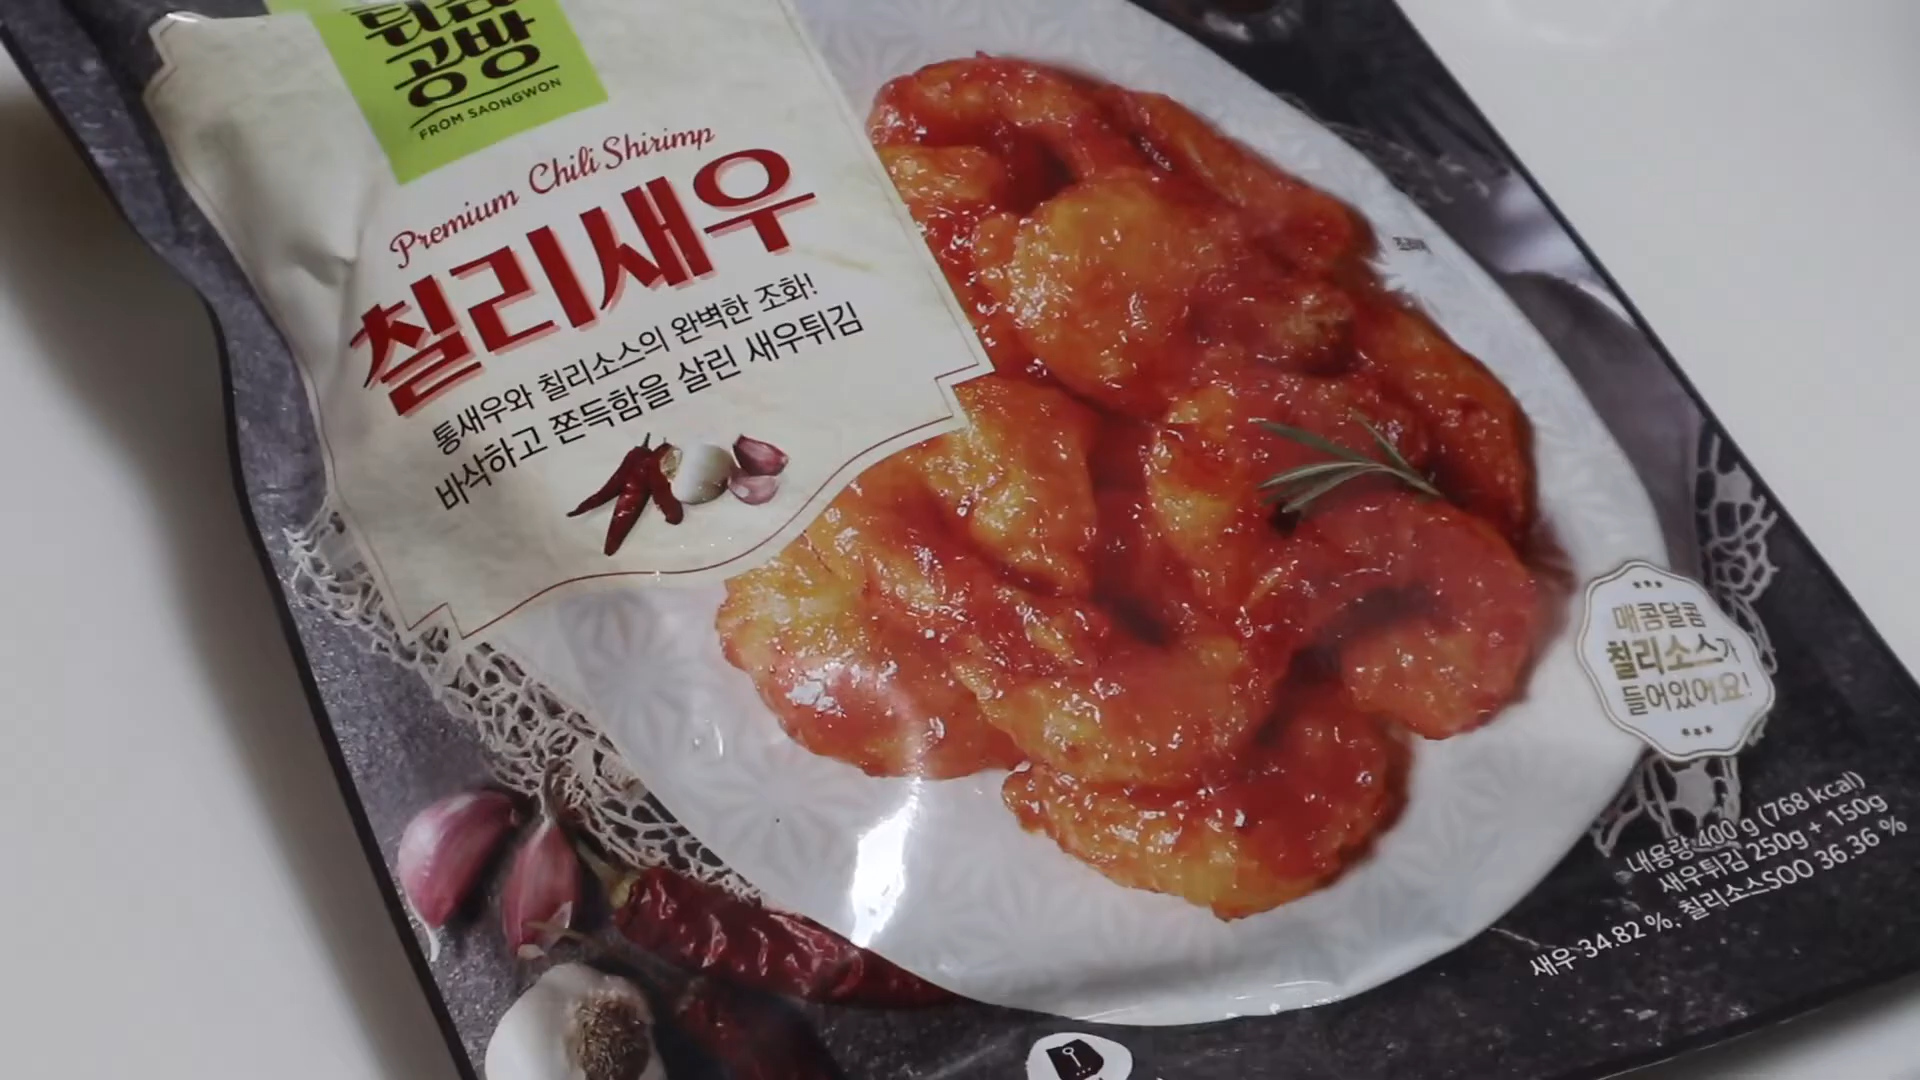 튀김
공방
FROM SAONGWON
Premium Chili Shirimp
칠리새우
통새우와 칠리소스의 완벽한 조화!
바삭하고 쫀득함을 살린 새우튀김
조리예
매콤달콤
칠리소스가
들어있어요!
내용량 400 g (768 kcal)
새우튀김 250g + 150g
새우 34.82 %, 칠리소스SOO 36.36 %